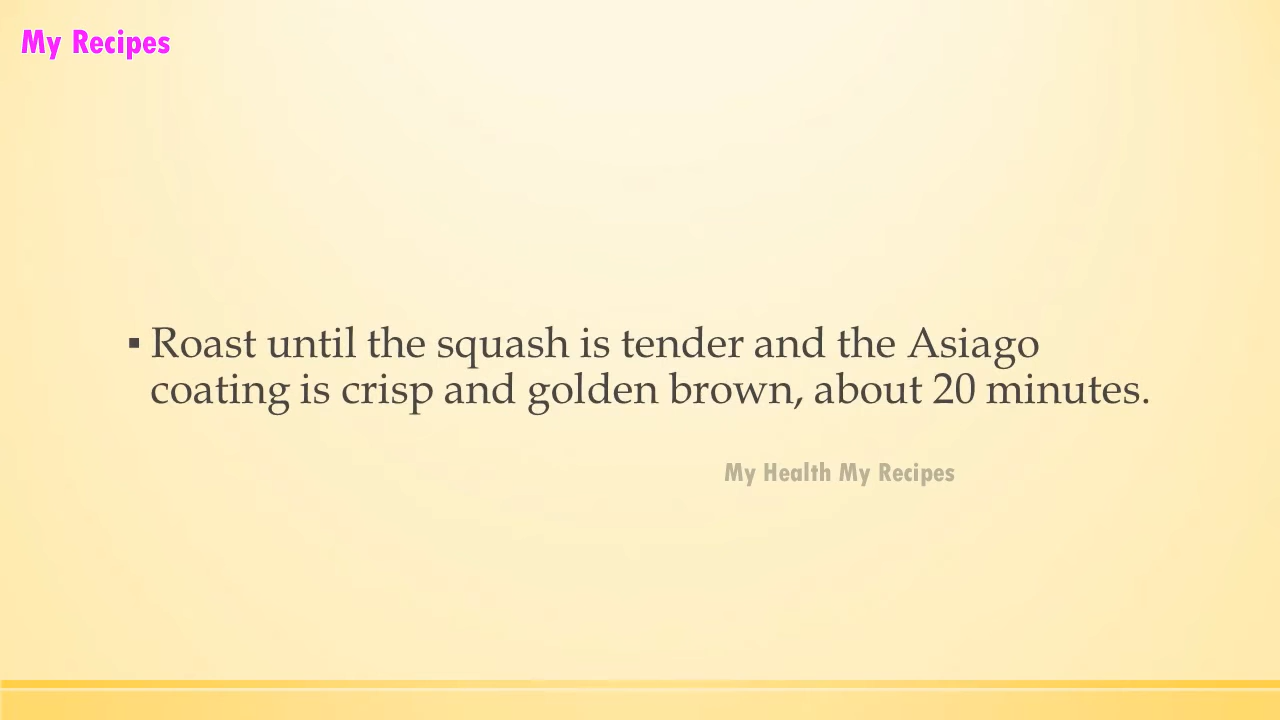 My Recipes
▪ Roast until the squash is tender and the Asiago
coating is crisp and golden brown, about 20 minutes.
My Health My Recipes